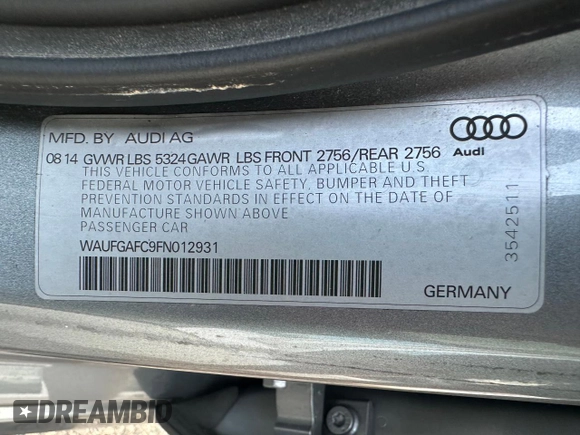 MFD. BY AUDI AG
08 14 GVWR LBS 5324 GAWR LBS FRONT 2756/REAR 2756
THIS VEHICLE CONFORMS TO ALL APPLICABLE U.S
FEDERAL MOTOR VEHICLE SAFETY, BUMPER AND THEFT
PREVENTION STANDARDS IN EFFECT ON THE DATE OF
MANUFACTURE SHOWN ABOVE
PASSENGER CAR
WAUFGAFC9FN012931
GERMANY
Audi
3542511
DREAMBID